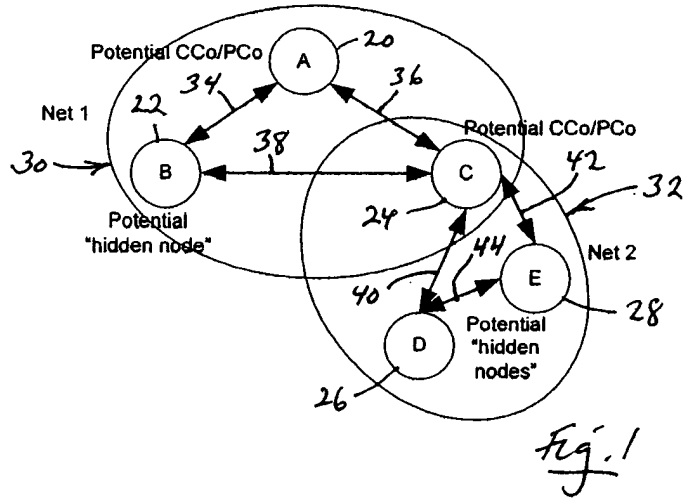 20
Potential CCo/PCo
A
34
36
Net 1
22
Potential CCo/PCo
38
42
30
B
C
32
24
Potential
"hidden node"
Net 2
44
40
E
28
Potential
"hidden
nodes"
D
26
Fig. 1